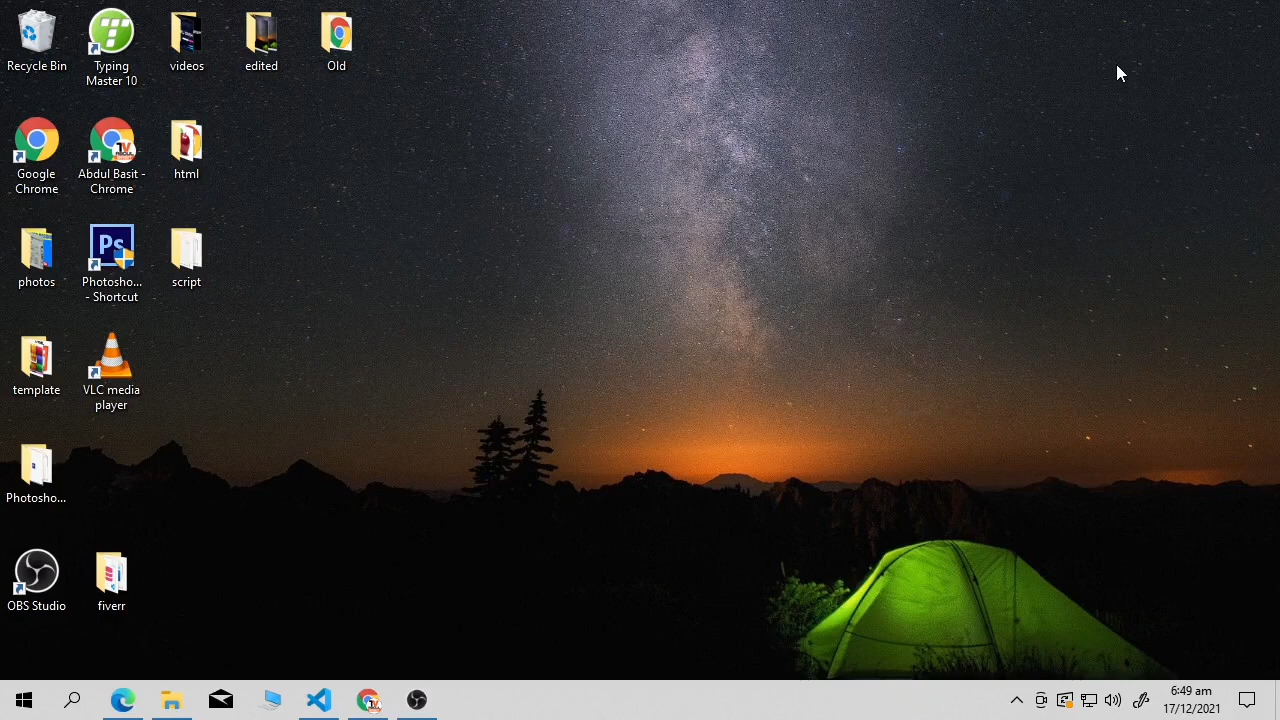 Recycle Bin
Typing
Master 10
videos
edited
Old
Google
Chrome
Abdul Basit -
Chrome
html
photos
Ps
Photosho...
- Shortcut
script
template
VLC media
player
Photosho...
OBS Studio
fiverr
6:49 am
17/12/2021